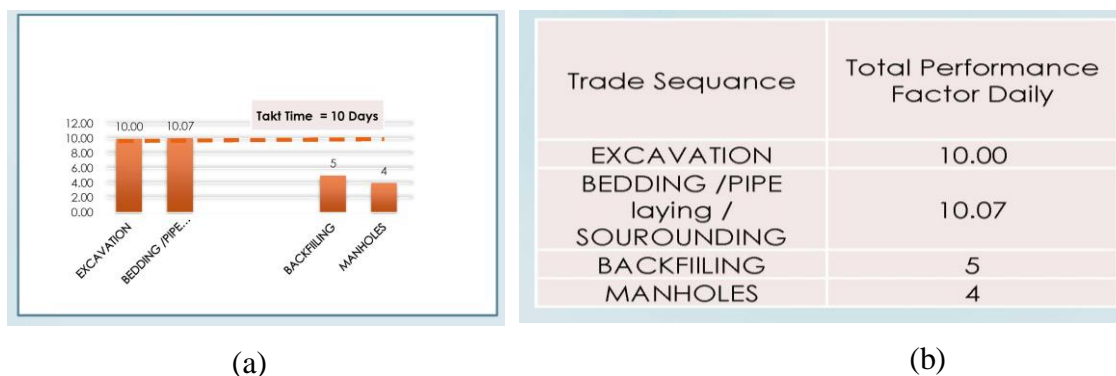 Takt Time = 10 Days
12.00
10.00
8.00
6.00
4.00
2.00
0.00
10.00
10.07
5
4
EXCAVATION
BEDDING /PIPE...
BACKFIILING
MANHOLES
(a)
Trade Sequance
Total Performance
Factor Daily
EXCAVATION
10.00
BEDDING /PIPE
laying /
SOUROUNDING
10.07
BACKFIILING
5
MANHOLES
4
(b)